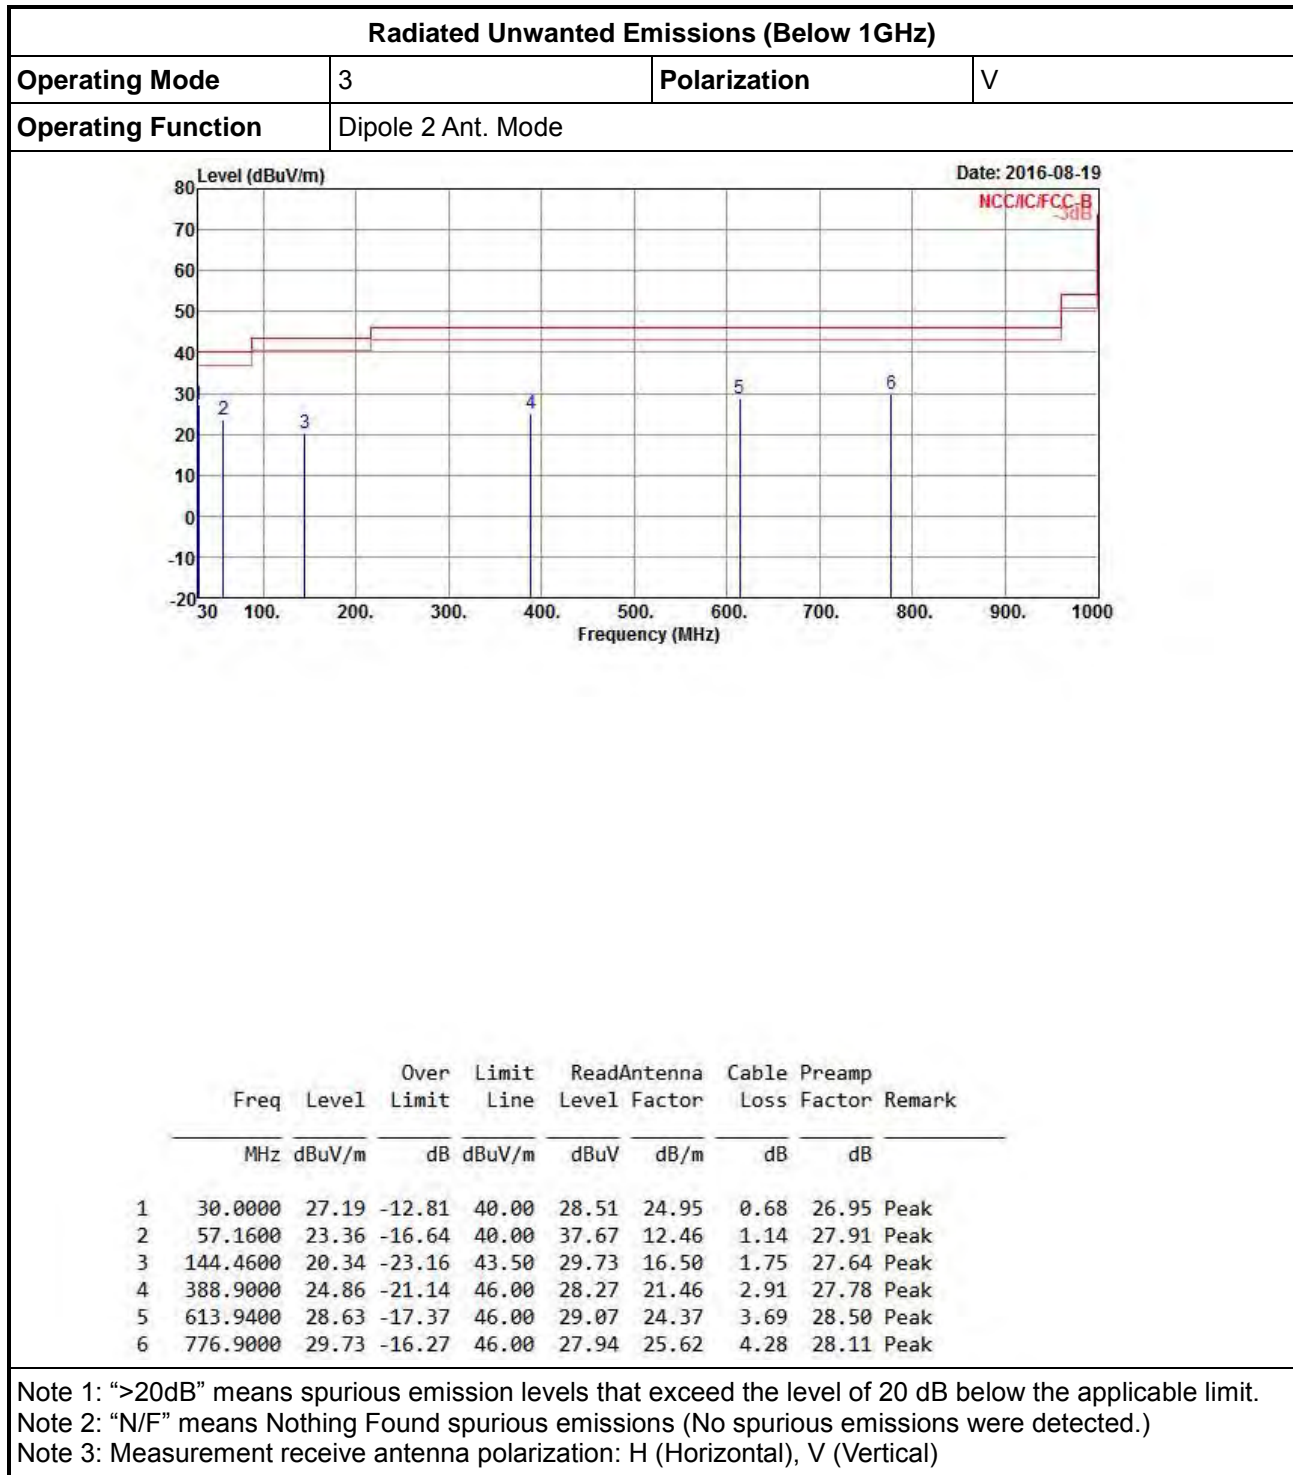 Radiated Unwanted Emissions (Below 1GHz)
Operating Mode 3 Polarization V
Operating Function Dipole 2 Ant. Mode
Level (dBuV/m) Date: 2016-08-19
80
NCC/IC/FCC-B
-3dB
70
60
50
40
30
20
10
0
-10
-20
2
3
4
5
6
30 100. 200. 300. 400. 500. 600. 700. 800. 900. 1000
Frequency (MHz)
Over Limit ReadAntenna Cable Preamp
Freq Level Limit Line Level Factor Loss Factor Remark
MHz dBuV/m dB dBuV/m dBuV dB/m dB dB
1 30.0000 27.19 -12.81 40.00 28.51 24.95 0.68 26.95 Peak
2 57.1600 23.36 -16.64 40.00 37.67 12.46 1.14 27.91 Peak
3 144.4600 20.34 -23.16 43.50 29.73 16.50 1.75 27.64 Peak
4 388.9000 24.86 -21.14 46.00 28.27 21.46 2.91 27.78 Peak
5 613.9400 28.63 -17.37 46.00 29.07 24.37 3.69 28.50 Peak
6 776.9000 29.73 -16.27 46.00 27.94 25.62 4.28 28.11 Peak
Note 1: “>20dB” means spurious emission levels that exceed the level of 20 dB below the applicable limit.
Note 2: “N/F” means Nothing Found spurious emissions (No spurious emissions were detected.)
Note 3: Measurement receive antenna polarization: H (Horizontal), V (Vertical)